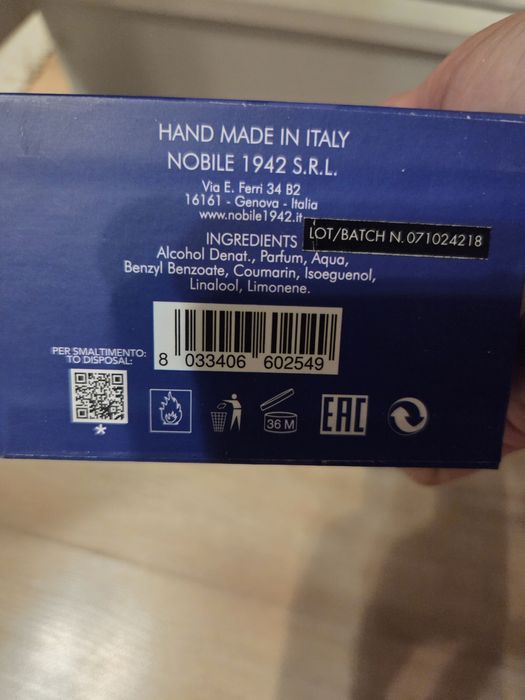 HAND MADE IN ITALY
NOBILE 1942 S.R.L.
Via E. Ferri 34 B2
16161 - Genova - Italia
www.nobile1942.it
LOT/BATCH N. 071024218
INGREDIENTS
Alcohol Denat., Parfum, Aqua,
Benzyl Benzoate, Coumarin, Isoeguenol,
Linalool, Limonene.
8 033406 602549
PER SMALTIMENTO:
TO DISPOSAL:
*
36 M
EAC